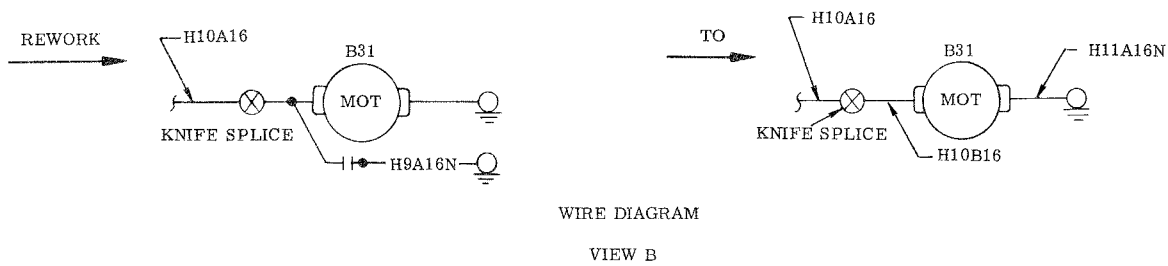 REWORK
H10A16
B31
MOT
KNIFE SPLICE
H9A16N
TO
H10A16
B31
H11A16N
MOT
KNIFE SPLICE
H10B16
WIRE DIAGRAM
VIEW B